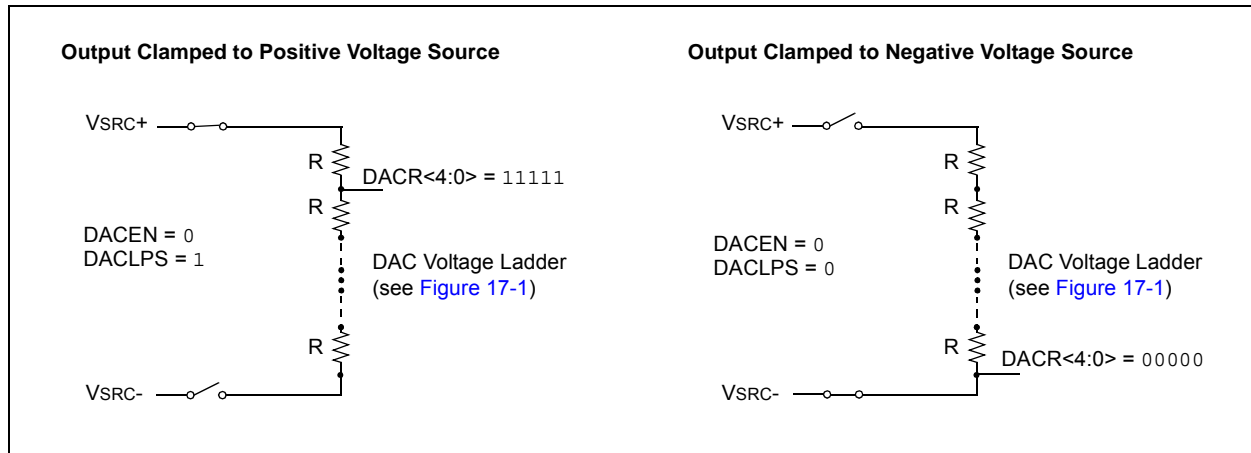 Output Clamped to Positive Voltage Source
VSRC+
R
DACR<4:0> = 11111
R
DACEN = 0
DACLPS = 1
DAC Voltage Ladder
(see Figure 17-1)
R
VSRC-
Output Clamped to Negative Voltage Source
VSRC+
R
R
DACEN = 0
DACLPS = 0
DAC Voltage Ladder
(see Figure 17-1)
R
DACR<4:0> = 00000
VSRC-